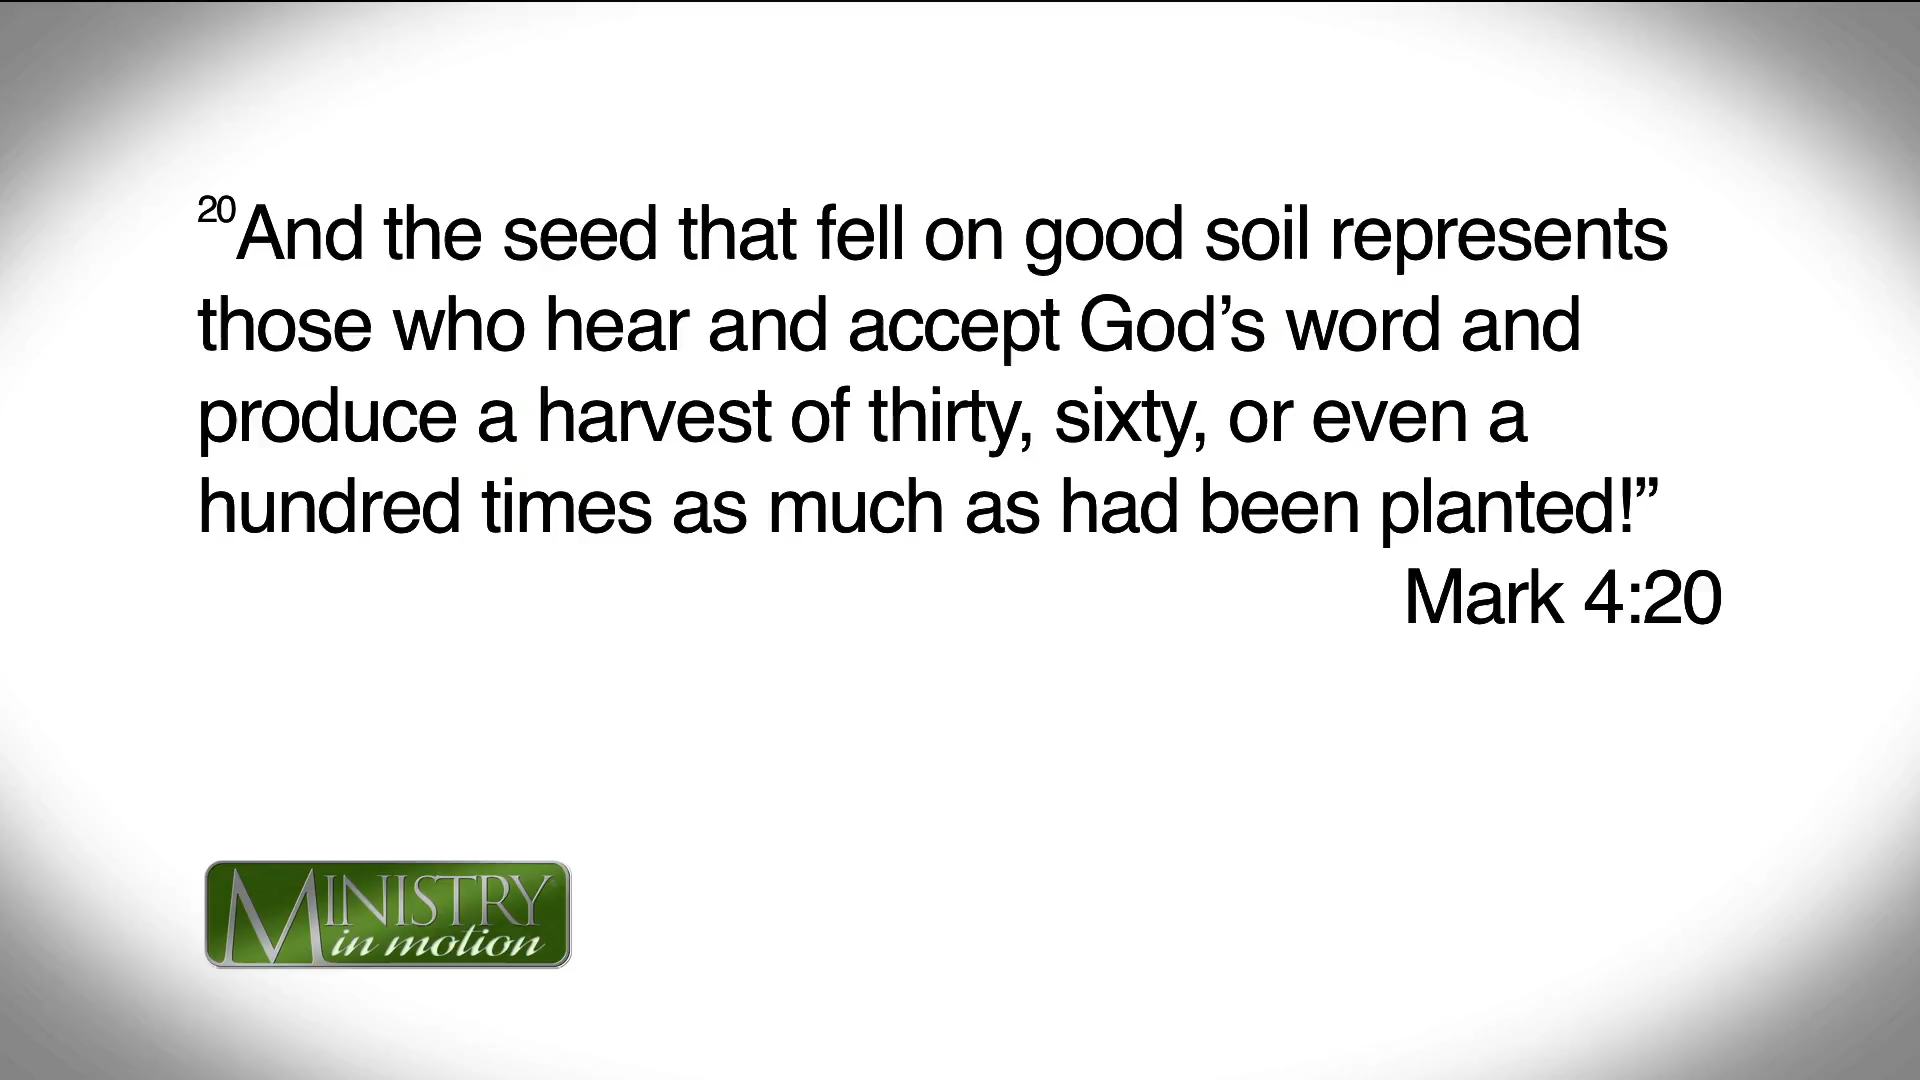 20And the seed that fell on good soil represents
those who hear and accept God’s word and
produce a harvest of thirty, sixty, or even a
hundred times as much as had been planted!”
Mark 4:20
MINISTRY
in motion